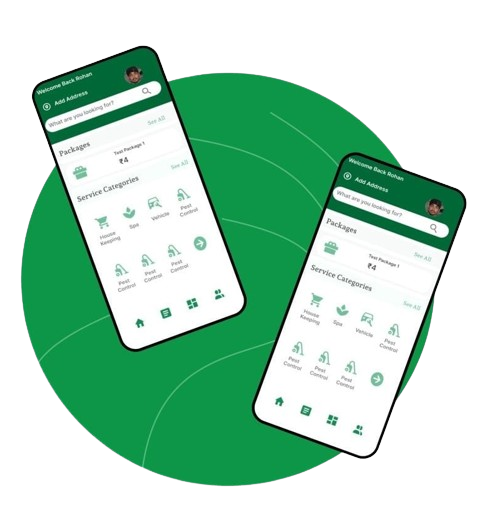 Welcome Back Rohan
Add Address
What are you looking for?
Packages
See All
Test Package 1
₹4
Service Categories
See All
House
Keeping
Spa
Vehicle
Pest
Control
Pest
Control
Pest
Control
Pest
Control
Welcome Back Rohan
Add Address
What are you looking for?
Packages
See All
Test Package 1
₹4
Service Categories
See All
House
Keeping
Spa
Vehicle
Pest
Control
Pest
Control
Pest
Control
Pest
Control